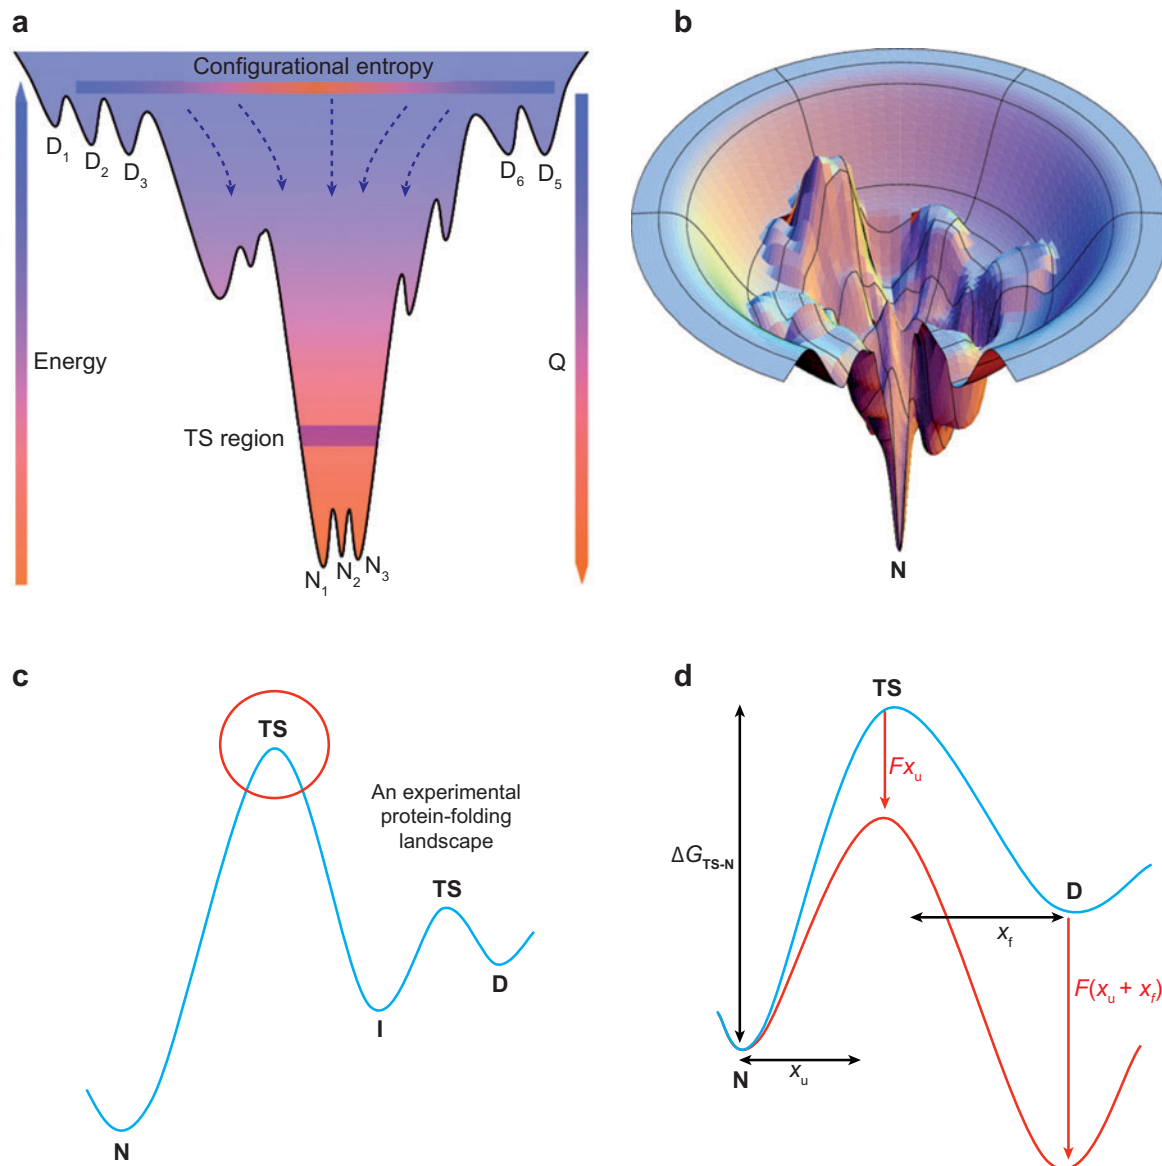 a
Configurational entropy
D1
D2
D3
D6
D5
Energy
Q
TS region
N1
N2
N3
b
N
c
TS
An experimental
protein-folding
landscape
TS
D
I
N
d
TS
Fxu
ΔGTS-N
D
xf
F(xu + xf)
N
xu